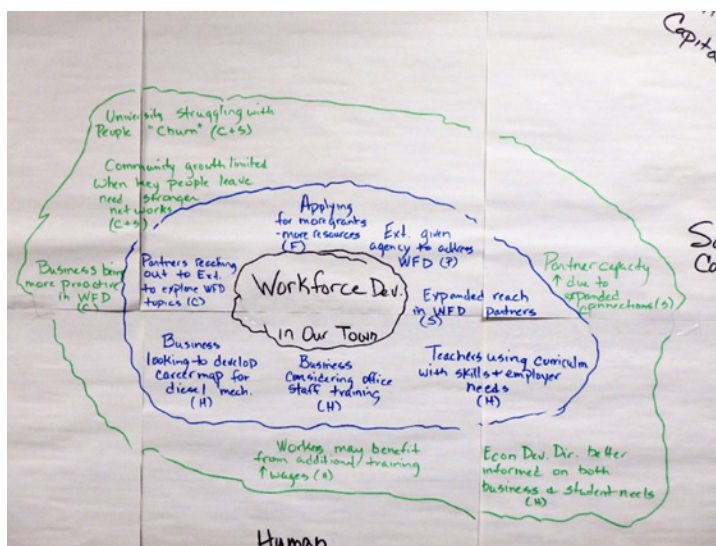 Capita
University struggling with
People "Churn" (C+S)
Community growth limited
when key people leave
need stronger
networks
(C+S)
Applying
for more grants
-more resources
(F)
Ext. given
agency to address
WFD (P)
Partners reaching
out to Ext.
to explore WFD
topics (C)
Business being
more proactive
in WFD
(C)
Workforce Dev.
in Our Town
Expanded reach
in WFD partners
(S)
Partner capacity
↑ due to
expanded
connections (S)
So
Co
Business
looking to develop
career map for
diesel mech.
(H)
Business
considering office
staff training
(H)
Teachers using curriculum
with skills + employer
needs
(H)
Workers may benefit
from additional training
↑ wages (H)
Econ Dev. Dir. better
informed on both
business & student needs
(H)
Human